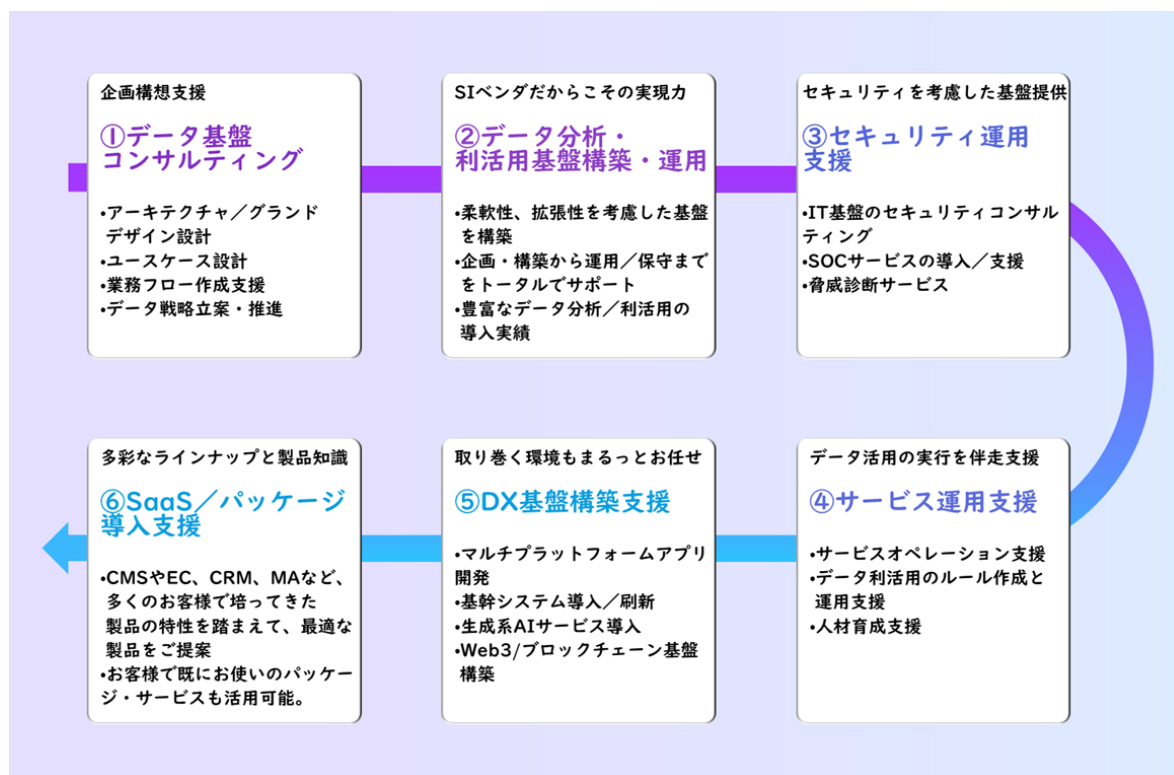 企画構想支援
①データ基盤
コンサルティング
・アーキテクチャ／グランド
デザイン設計
・ユースケース設計
・業務フロー作成支援
・データ戦略立案・推進
SIベンダだからこその実現力
②データ分析・
利活用基盤構築・運用
・柔軟性、拡張性を考慮した基盤
を構築
・企画・構築から運用／保守まで
をトータルでサポート
・豊富なデータ分析／利活用の
導入実績
セキュリティを考慮した基盤提供
③セキュリティ運用
支援
・IT基盤のセキュリティコンサル
ティング
・SOCサービスの導入／支援
・脅威診断サービス
データ活用の実行を伴走支援
④サービス運用支援
・サービスオペレーション支援
・データ利活用のルール作成と
運用支援
・人材育成支援
取り巻く環境もまるっとお任せ
⑤DX基盤構築支援
・マルチプラットフォームアプリ
開発
・基幹システム導入／刷新
・生成系AIサービス導入
・Web3/ブロックチェーン基盤
構築
多彩なラインナップと製品知識
⑥SaaS／パッケージ
導入支援
・CMSやEC、CRM、MAなど、
多くのお客様で培ってきた
製品の特性を踏まえて、最適な
製品をご提案
・お客様で既にお使いのパッケー
ジ・サービスも活用可能。